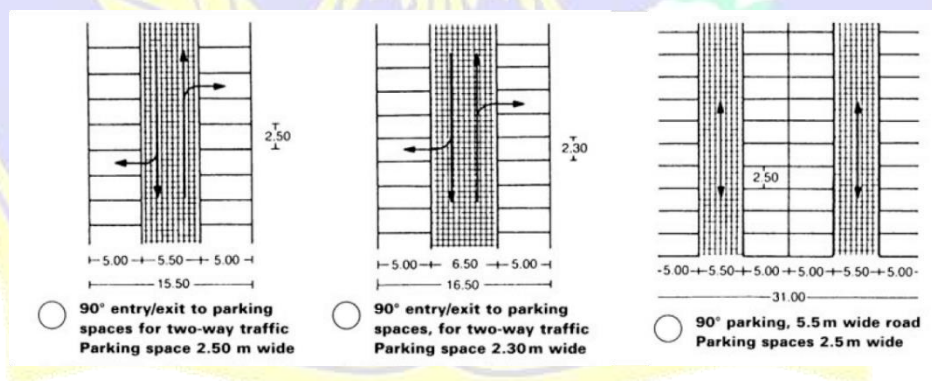 2.50
5.00 5.50 5.00
15.50
90° entry/exit to parking
spaces for two-way traffic
Parking space 2.50 m wide
2.30
5.00 6.50 5.00
16.50
90° entry/exit to parking
spaces, for two-way traffic
Parking space 2.30 m wide
2.50
5.00 5.50 5.00 5.00 5.50 5.00
31.00
90° parking, 5.5 m wide road
Parking spaces 2.5 m wide